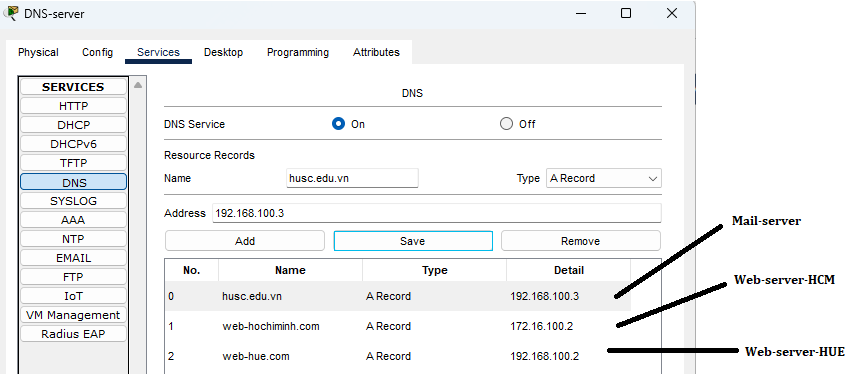 DNS-server
Physical Config Services Desktop Programming Attributes
SERVICES
HTTP
DHCP
DHCPv6
TFTP
DNS
SYSLOG
AAA
NTP
EMAIL
FTP
IoT
VM Management
Radius EAP
DNS
DNS Service On Off
Resource Records
Name husc.edu.vn Type A Record
Address 192.168.100.3
Add Save Remove
No. Name Type Detail
0 husc.edu.vn A Record 192.168.100.3
1 web-hochiminh.com A Record 172.16.100.2
2 web-hue.com A Record 192.168.100.2
Mail-server
Web-server-HCM
Web-server-HUE